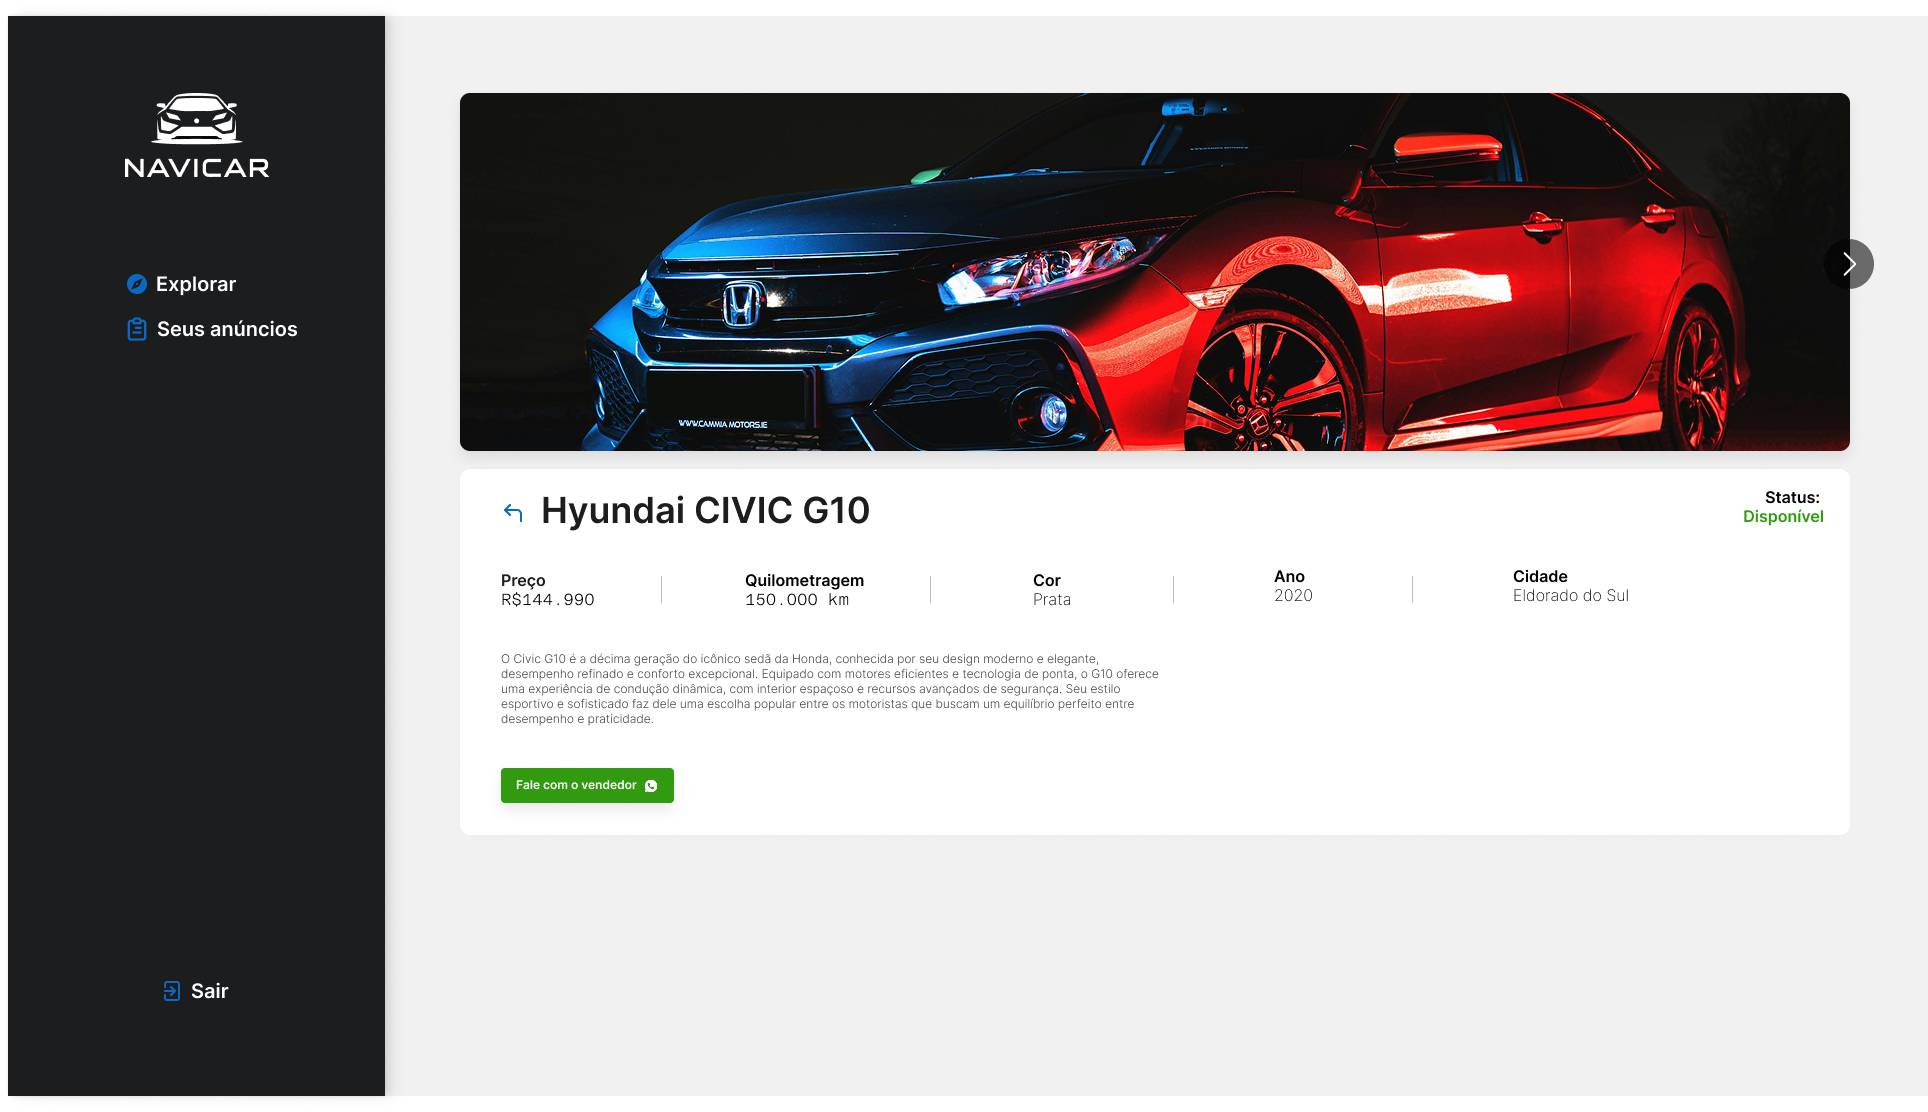 NAVICAR
Explorar
Seus anúncios
Sair
WWW.CAMMIA MOTORS.IE
Hyundai CIVIC G10
Status:
Disponível
Preço
R$144.990
Quilometragem
150.000 km
Cor
Prata
Ano
2020
Cidade
Eldorado do Sul
O Civic G10 é a décima geração do icônico sedã da Honda, conhecida por seu design moderno e elegante,
desempenho refinado e conforto excepcional. Equipado com motores eficientes e tecnologia de ponta, o G10 oferece
uma experiência de condução dinâmica, com interior espaçoso e recursos avançados de segurança. Seu estilo
esportivo e sofisticado faz dele uma escolha popular entre os motoristas que buscam um equilíbrio perfeito entre
desempenho e praticidade.
Fale com o vendedor